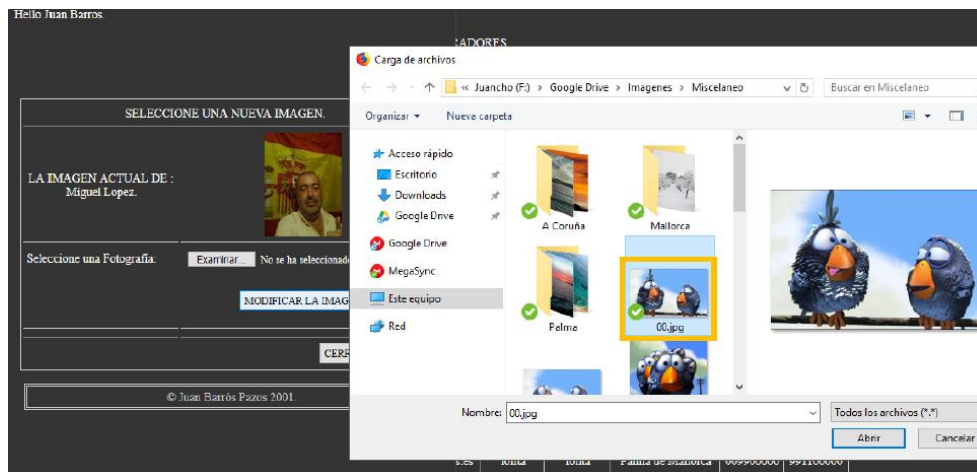 Hello Juan Barros.
CADORES
SELECCIONE UNA NUEVA IMAGEN.
LA IMAGEN ACTUAL DE :
Miguel Lopez.
Seleccione una Fotografía:
Examinar...
No se ha seleccionado
MODIFICAR LA IMAG
CERR
© Juan Barrós Pazos 2001.
Carga de archivos
« Juancho (F:) > Google Drive > Imagenes > Miscelaneo
Buscar en Miscelaneo
Organizar
Nueva carpeta
Acceso rápido
Escritorio
Downloads
Google Drive
Google Drive
MegaSync
Este equipo
Red
A Coruña
Mallorca
Palma
00.jpg
Nombre: 00.jpg
Todos los archivos (*.*)
Abrir
Cancelar
Palma de Mallorca